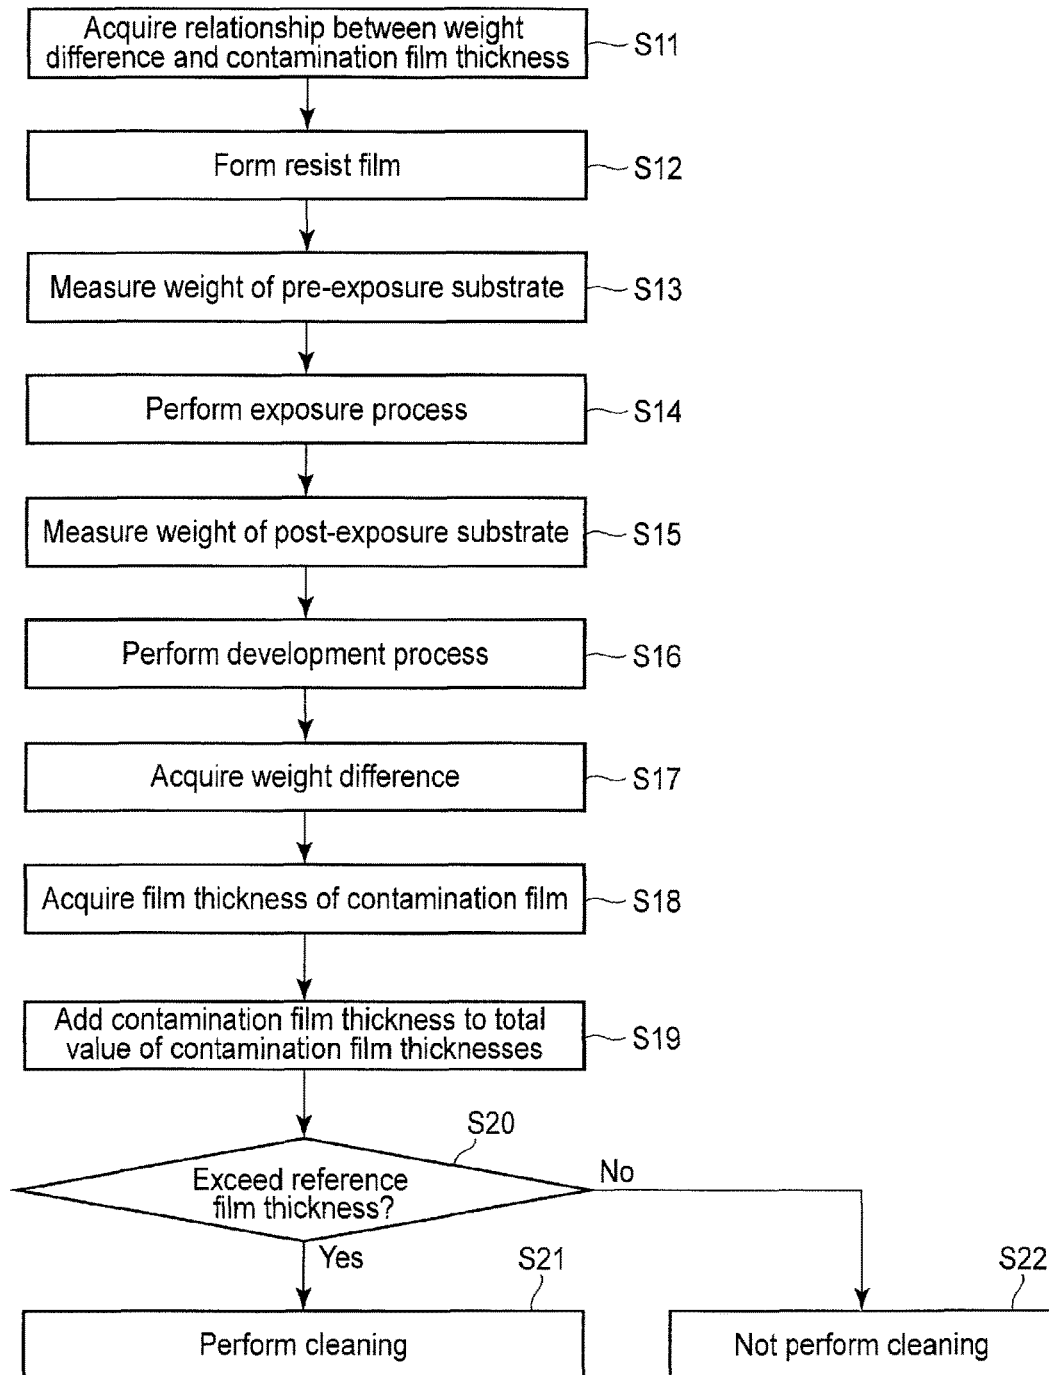 Acquire relationship between weight
difference and contamination film thickness
S11
Form resist film
S12
Measure weight of pre-exposure substrate
S13
Perform exposure process
S14
Measure weight of post-exposure substrate
S15
Perform development process
S16
Acquire weight difference
S17
Acquire film thickness of contamination film
S18
Add contamination film thickness to total
value of contamination film thicknesses
S19
S20
Exceed reference
film thickness?
No
Yes
S21
Perform cleaning
S22
Not perform cleaning